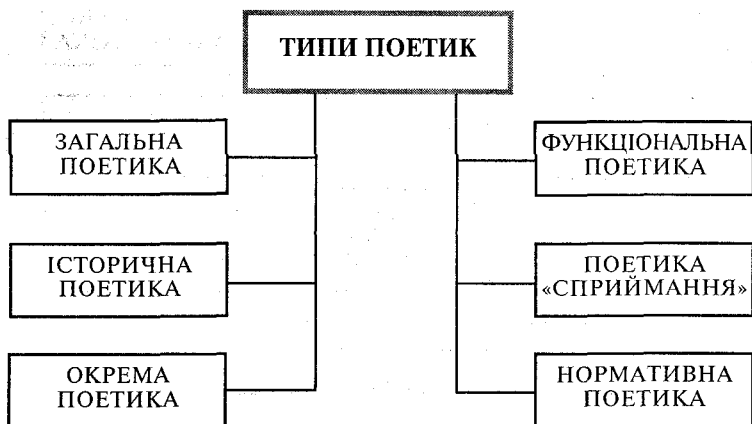 ТИПИ ПОЕТИК
ЗАГАЛЬНА
ПОЕТИКА
ІСТОРИЧНА
ПОЕТИКА
ОКРЕМА
ПОЕТИКА
ФУНКЦІОНАЛЬНА
ПОЕТИКА
ПОЕТИКА
«СПРИЙМАННЯ»
НОРМАТИВНА
ПОЕТИКА